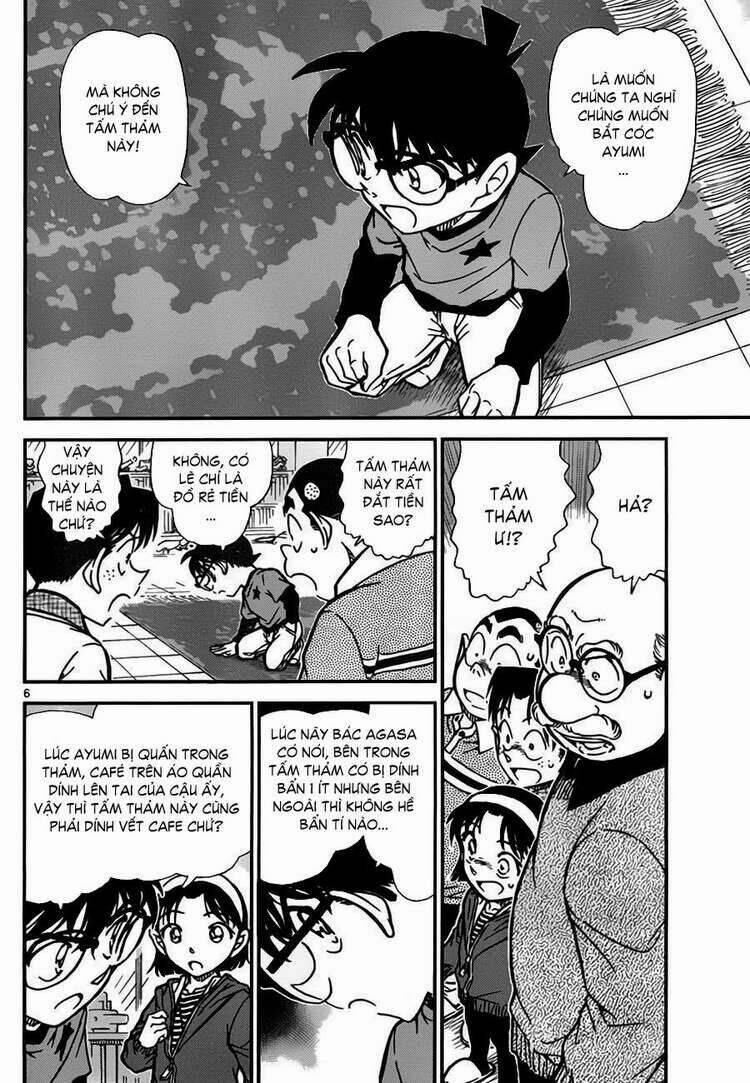 LÀ MUỐN
CHÚNG TA NGHĨ
CHÚNG MUỐN
BẮT CÓC
AYUMI
...
MÀ KHÔNG
CHÚ Ý ĐẾN
TẤM THẢM
NÀY!
HẢ?
TẤM
THẢM
Ư!?
TẤM THẢM
NÀY RẤT
ĐẮT TIỀN
SAO?
KHÔNG, CÓ
LẼ CHỈ LÀ
ĐỒ RẺ TIỀN
...
VẬY
CHUYỆN
NÀY LÀ
THẾ NÀO
CHỨ?
6
LÚC NÃY BÁC AGASA
CÓ NÓI, BÊN TRONG
TẤM THẢM CÓ BỊ DÍNH
BẨN 1 ÍT NHƯNG BÊN
NGOÀI THÌ KHÔNG HỀ
BẨN TÍ NÀO...
LÚC AYUMI BỊ QUẤN TRONG
THẢM, CAFÉ TRÊN ÁO QUẦN
DÍNH LÊN TAI CỦA CẬU ẤY,
VẬY THÌ TẤM THẢM NÀY CŨNG
PHẢI DÍNH VẾT CAFE CHỨ?